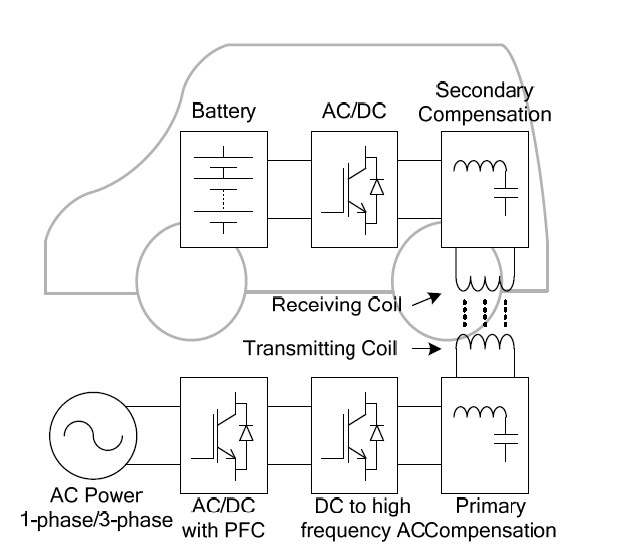 Secondary
Compensation
Battery
AC/DC
Receiving Coil
Transmitting Coil
AC Power
1-phase/3-phase
AC/DC
with PFC
DC to high
frequency AC
Primary
Compensation